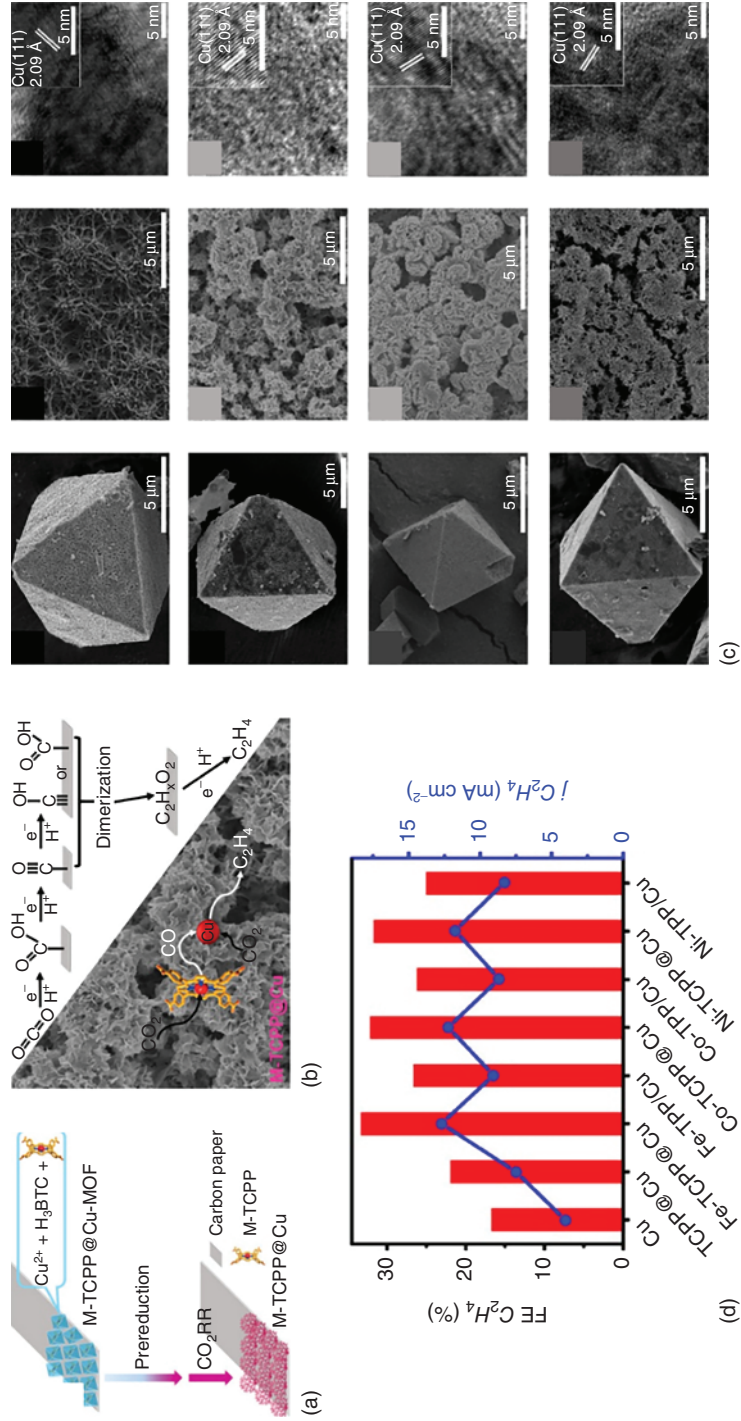 Cu²⁺ + H₃BTC +
M-TCPP@Cu-MOF
Prereduction
CO₂RR
Carbon paper
M-TCPP
M-TCPP@Cu
(a)
O=C=O
e⁻
H⁺
O
C
OH
e⁻
H⁺
O
C
e⁻
H⁺
OH
C
or
O
C
OH
Dimerization
C₂HₓO₂
e⁻
H⁺
C₂H₄
CO₂
CO
Cu
CO₂
C₂H₄
M-TCPP@Cu
(b)
5 μm
5 μm
Cu(111)
2.09 Å
5 nm
5 nm
5 μm
5 μm
Cu(111)
2.09 Å
5 nm
5 nm
5 μm
5 μm
Cu(111)
2.09 Å
5 nm
5 nm
5 μm
5 μm
Cu(111)
2.09 Å
5 nm
5 nm
(c)
FE C₂H₄ (%)
30
20
10
0
j C₂H₄ (mA cm⁻²)
15
10
5
0
Cu
TCPP@Cu
Fe-TCPP@Cu
Fe-TPP/Cu
Co-TCPP@Cu
Co-TPP/Cu
Ni-TCPP@Cu
Ni-TPP/Cu
(d)